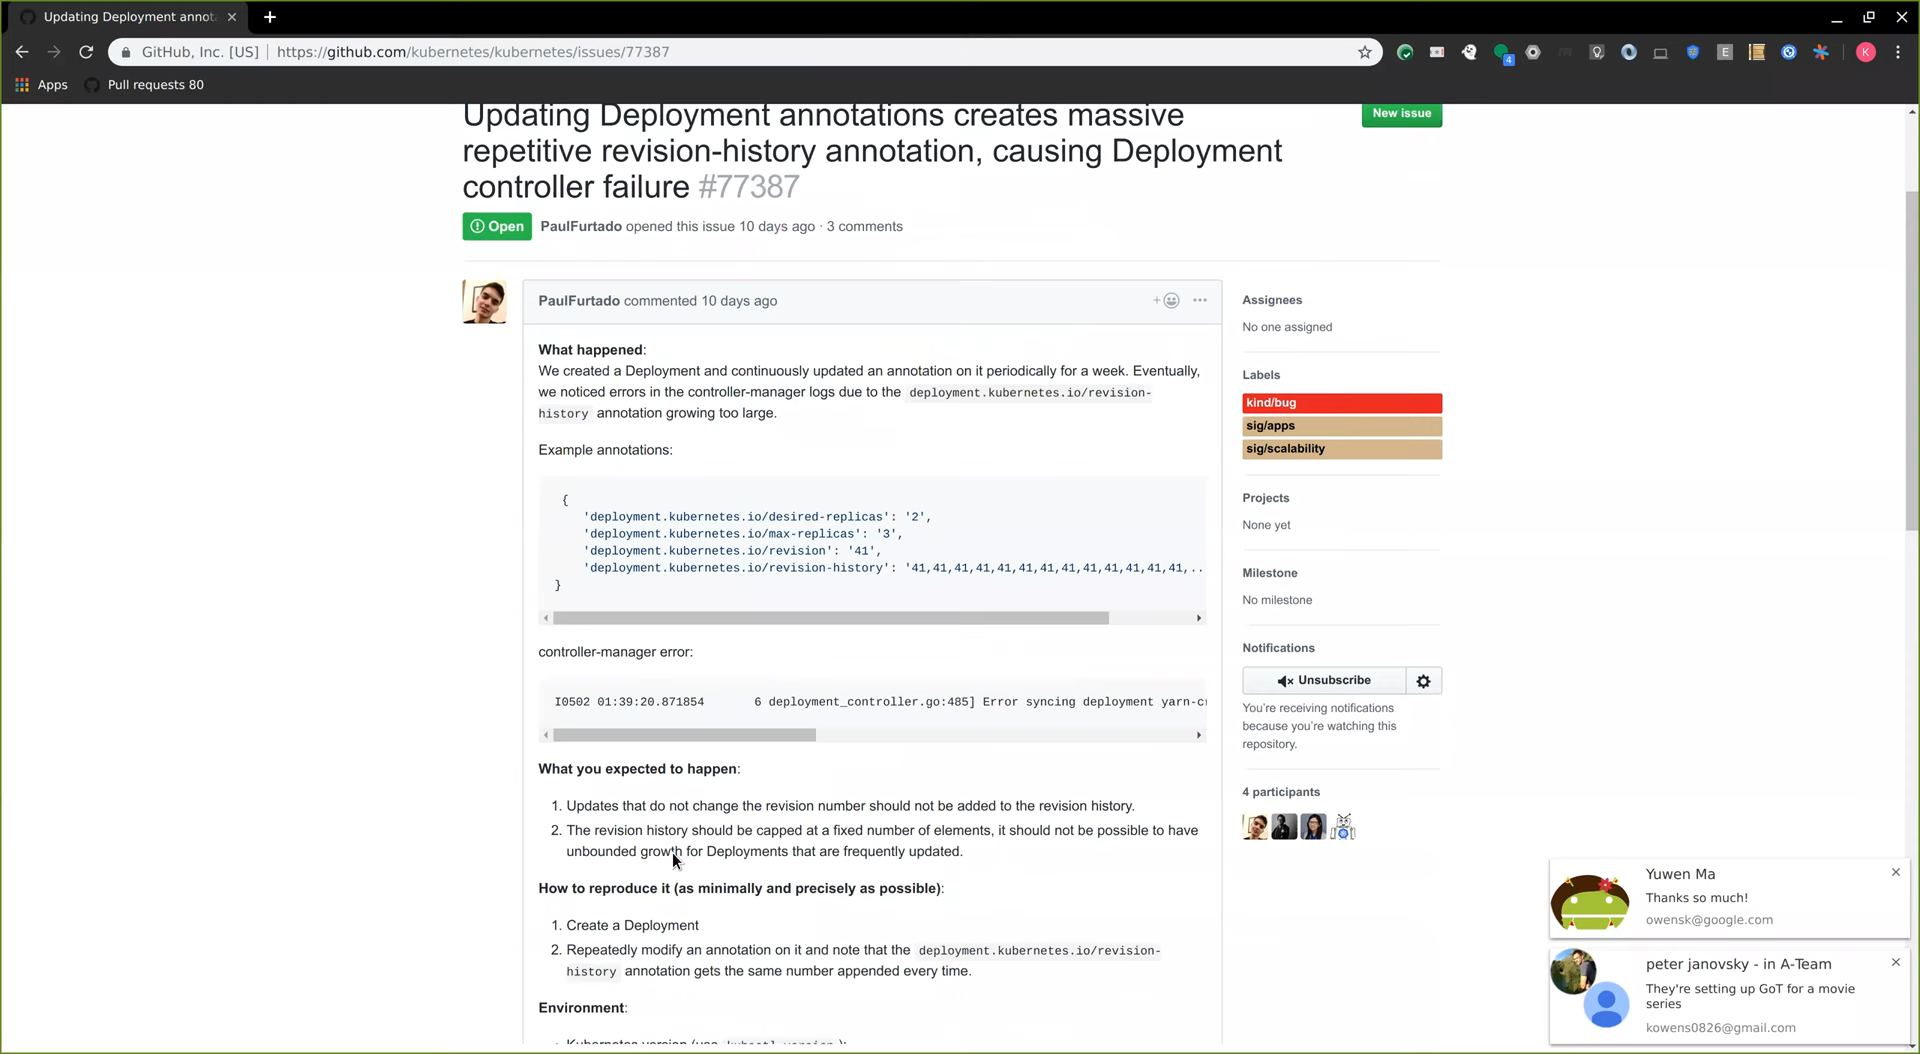 Updating Deployment annota
GitHub, Inc. [US] | https://github.com/kubernetes/kubernetes/issues/77387
4
E
K
Apps
Pull requests 80
Updating Deployment annotations creates massive
repetitive revision-history annotation, causing Deployment
controller failure #77387
New issue
Open
PaulFurtado opened this issue 10 days ago · 3 comments
PaulFurtado commented 10 days ago
What happened:
We created a Deployment and continuously updated an annotation on it periodically for a week. Eventually,
we noticed errors in the controller-manager logs due to the deployment.kubernetes.io/revision-
history annotation growing too large.
Example annotations:
{
'deployment.kubernetes.io/desired-replicas': '2',
'deployment.kubernetes.io/max-replicas': '3',
'deployment.kubernetes.io/revision': '41',
'deployment.kubernetes.io/revision-history': '41,41,41,41,41,41,41,41,41,41,41,41,41,..
}
controller-manager error:
I0502 01:39:20.871854 6 deployment_controller.go:485] Error syncing deployment yarn-cr
What you expected to happen:
1. Updates that do not change the revision number should not be added to the revision history.
2. The revision history should be capped at a fixed number of elements, it should not be possible to have
unbounded growth for Deployments that are frequently updated.
How to reproduce it (as minimally and precisely as possible):
1. Create a Deployment
2. Repeatedly modify an annotation on it and note that the deployment.kubernetes.io/revision-
history annotation gets the same number appended every time.
Environment:
Kubernetes version (use kubectl version ):
Assignees
No one assigned
Labels
kind/bug
sig/apps
sig/scalability
Projects
None yet
Milestone
No milestone
Notifications
Unsubscribe
You're receiving notifications
because you're watching this
repository.
4 participants
Yuwen Ma
Thanks so much!
owensk@google.com
peter janovsky - in A-Team
They're setting up GoT for a movie
series
kowens0826@gmail.com